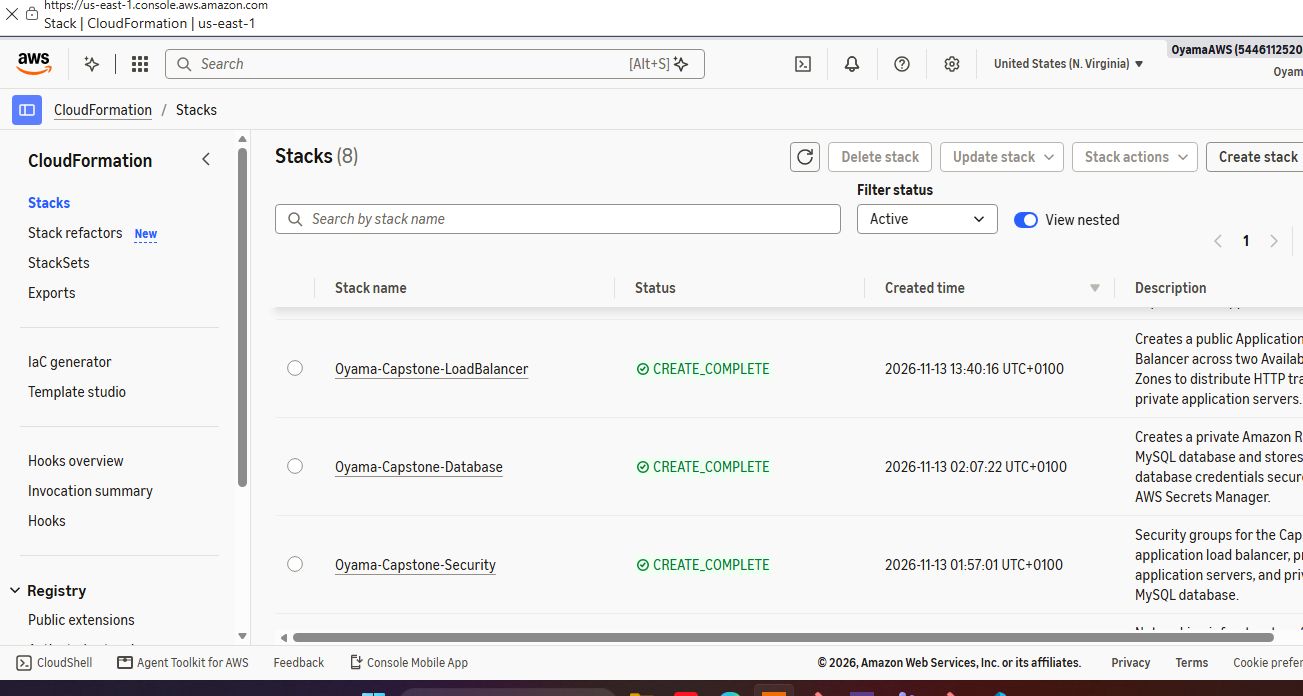 https://us-east-1.console.aws.amazon.com
Stack | CloudFormation | us-east-1
aws
Search
[Alt+S]
United States (N. Virginia)
OyamaAWS (5446112520
Oyam
CloudFormation / Stacks
CloudFormation
Stacks
Stack refactors New
StackSets
Exports
IaC generator
Template studio
Hooks overview
Invocation summary
Hooks
Registry
Public extensions
Stacks (8)
Delete stack
Update stack
Stack actions
Create stack
Search by stack name
Filter status
Active
View nested
1
Stack name
Status
Created time
Description
Oyama-Capstone-LoadBalancer
CREATE_COMPLETE
2026-11-13 13:40:16 UTC+0100
Creates a public Application
Balancer across two Availab
Zones to distribute HTTP tra
private application servers.
Oyama-Capstone-Database
CREATE_COMPLETE
2026-11-13 02:07:22 UTC+0100
Creates a private Amazon R
MySQL database and stores
database credentials secure
AWS Secrets Manager.
Oyama-Capstone-Security
CREATE_COMPLETE
2026-11-13 01:57:01 UTC+0100
Security groups for the Cap
application load balancer, pr
application servers, and priv
MySQL database.
CloudShell
Agent Toolkit for AWS
Feedback
Console Mobile App
© 2026, Amazon Web Services, Inc. or its affiliates.
Privacy
Terms
Cookie prefer